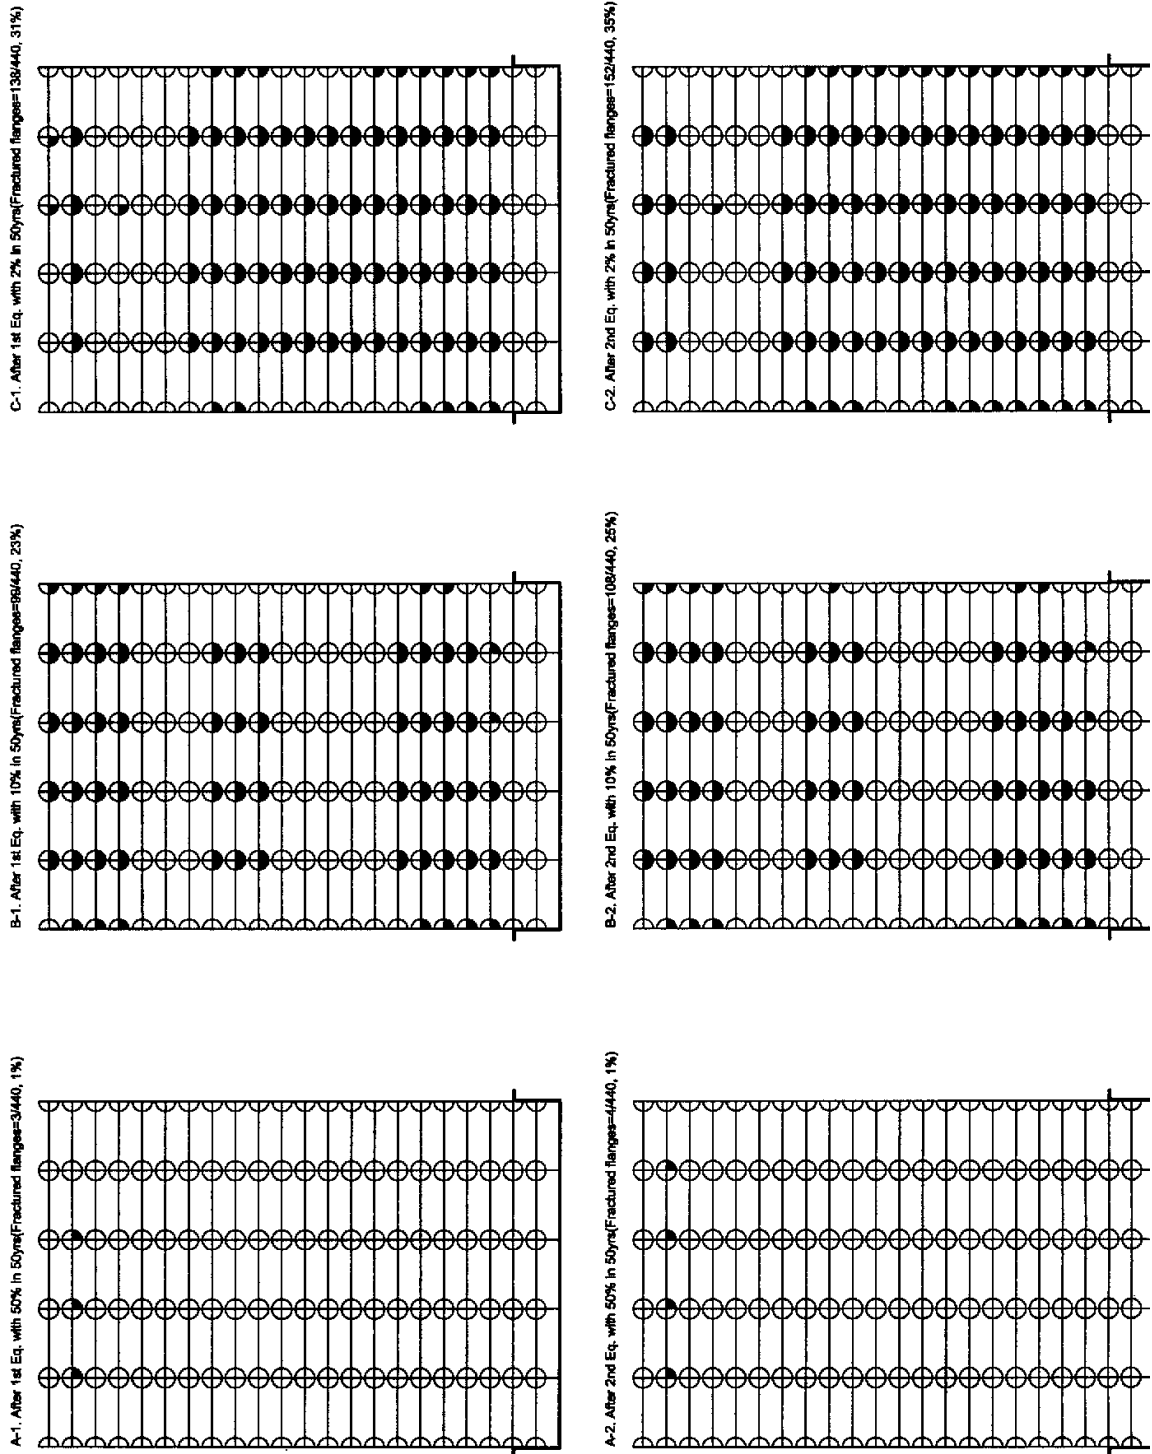 A-1. After 1st Eq. with 50% in 50yrs(Fractured flanges=3/440, 1%)
B-1. After 1st Eq. with 10% in 50yrs(Fractured flanges=99/440, 23%)
C-1. After 1st Eq. with 2% in 50yrs(Fractured flanges=138/440, 31%)
A-2. After 2nd Eq. with 50% in 50yrs(Fractured flanges=4/440, 1%)
B-2. After 2nd Eq. with 10% in 50yrs(Fractured flanges=108/440, 25%)
C-2. After 2nd Eq. with 2% in 50yrs(Fractured flanges=152/440, 35%)